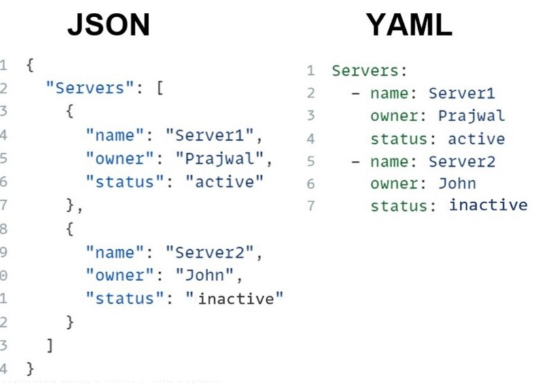 JSON
1 {
2 "Servers": [
3 {
4 "name": "Server1",
5 "owner": "Prajwal",
6 "status": "active"
7 },
8 {
9 "name": "Server2",
0 "owner": "John",
1 "status": " inactive"
2 }
3 ]
4 }
YAML
1 Servers:
2 - name: Server1
3 owner: Prajwal
4 status: active
5 - name: Server2
6 owner: John
7 status: inactive